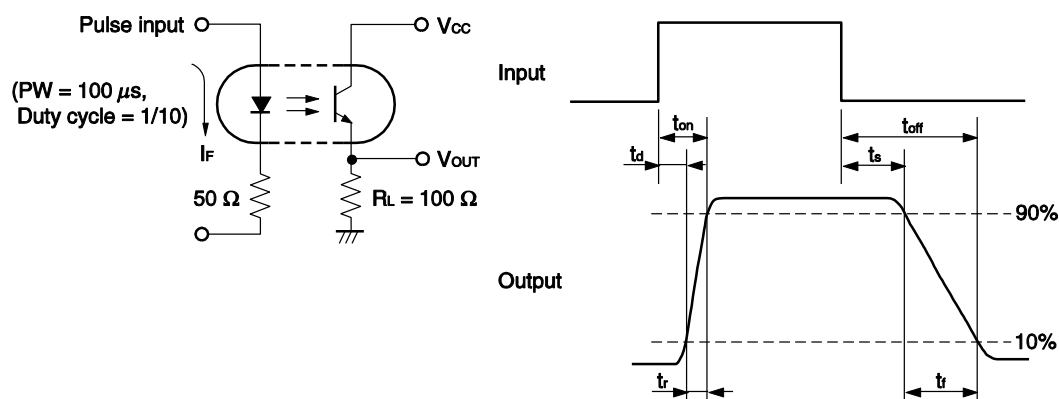 Pulse input
VCC
(PW = 100 μs,
Duty cycle = 1/10)
IF
VOUT
50 Ω
RL = 100 Ω
Input
ton
toff
td
ts
90%
Output
10%
tr
tf